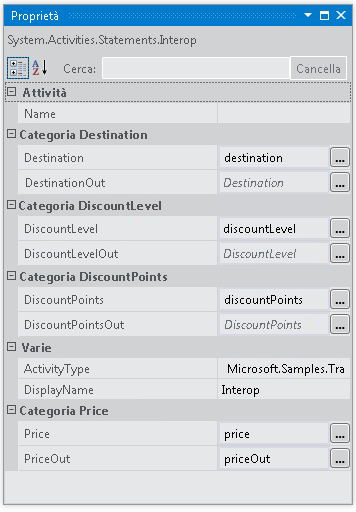 Proprietà
System.Activities.Statements.Interop
Cerca: Cancella
Attività
Name
Categoria Destination
Destination destination ...
DestinationOut Destination ...
Categoria DiscountLevel
DiscountLevel discountLevel ...
DiscountLevelOut DiscountLevel ...
Categoria DiscountPoints
DiscountPoints discountPoints ...
DiscountPointsOut DiscountPoints ...
Varie
ActivityType Microsoft.Samples.Tra
DisplayName Interop
Categoria Price
Price price ...
PriceOut priceOut ...